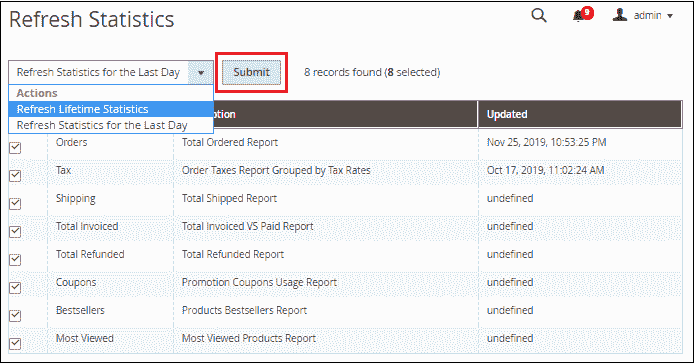 Refresh Statistics
9
admin
Refresh Statistics for the Last Day Submit 8 records found (8 selected)
Actions
Refresh Lifetime Statistics
Refresh Statistics for the Last Day
Updated
Orders Total Ordered Report Nov 25, 2019, 10:53:25 PM
Tax Order Taxes Report Grouped by Tax Rates Oct 17, 2019, 11:02:24 AM
Shipping Total Shipped Report undefined
Total Invoiced Total Invoiced VS Paid Report undefined
Total Refunded Total Refunded Report undefined
Coupons Promotion Coupons Usage Report undefined
Bestsellers Products Bestsellers Report undefined
Most Viewed Most Viewed Products Report undefined